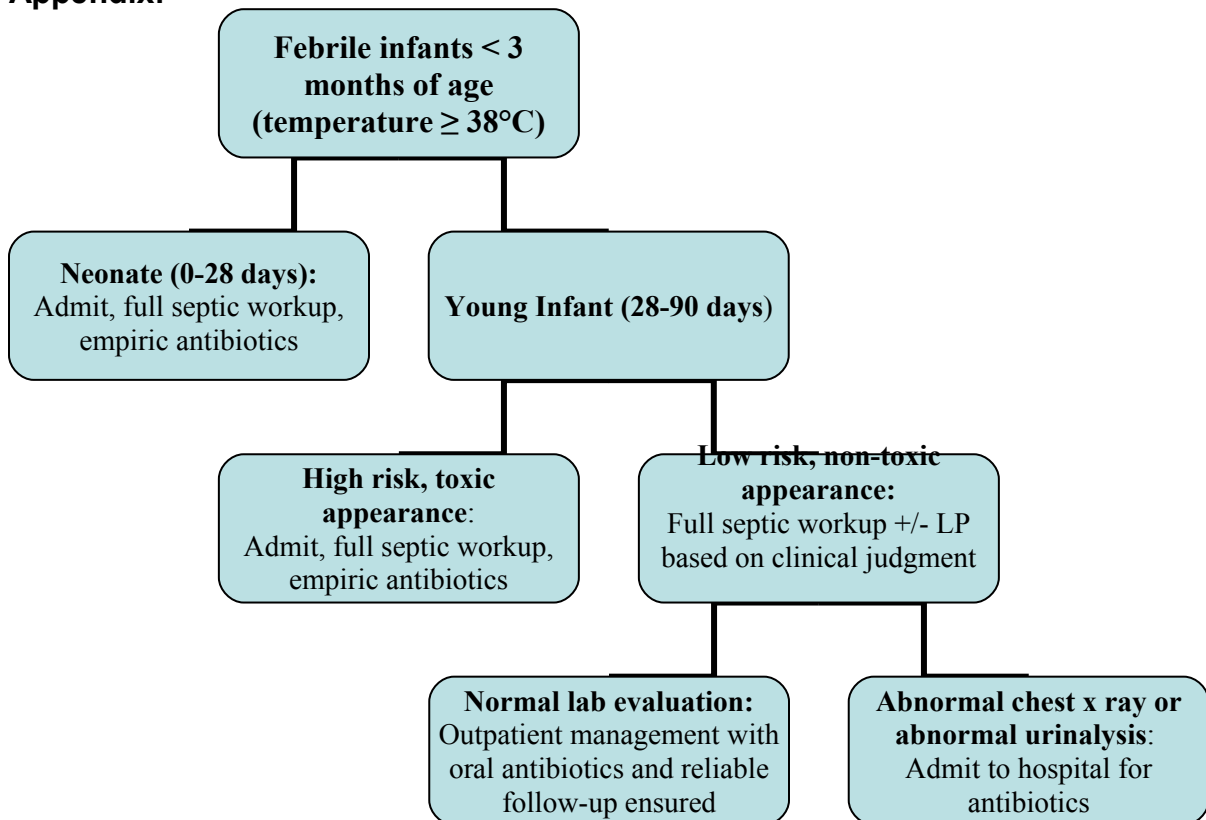 Appendix:
Febrile infants < 3
months of age
(temperature ≥ 38°C)
Neonate (0-28 days):
Admit, full septic workup,
empiric antibiotics
Young Infant (28-90 days)
High risk, toxic
appearance:
Admit, full septic workup,
empiric antibiotics
Low risk, non-toxic
appearance:
Full septic workup +/- LP
based on clinical judgment
Normal lab evaluation:
Outpatient management with
oral antibiotics and reliable
follow-up ensured
Abnormal chest x ray or
abnormal urinalysis:
Admit to hospital for
antibiotics